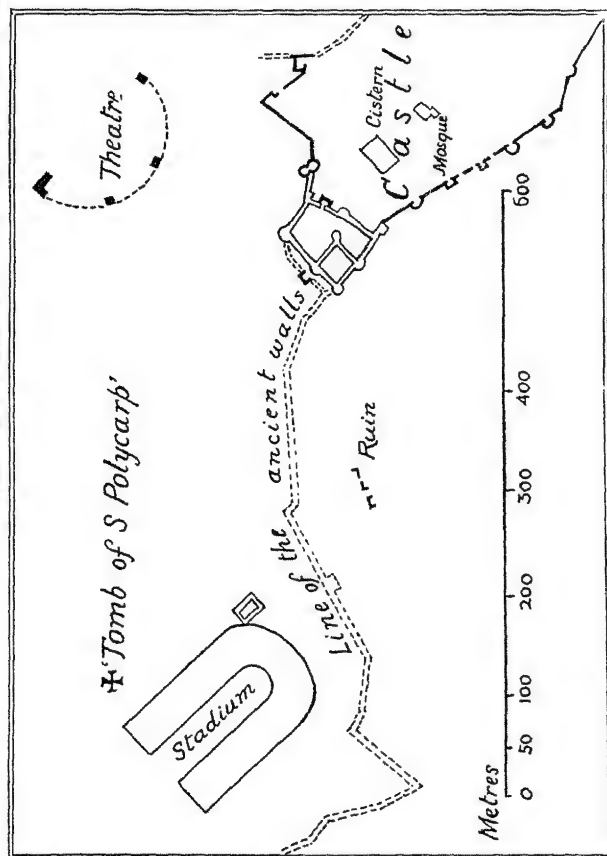 Theatre
'Tomb of S Polycarp'
Stadium
Line of the ancient walls
Cistern
Castle
Mosque
Ruin
Metres
0 50 100 200 300 400 600